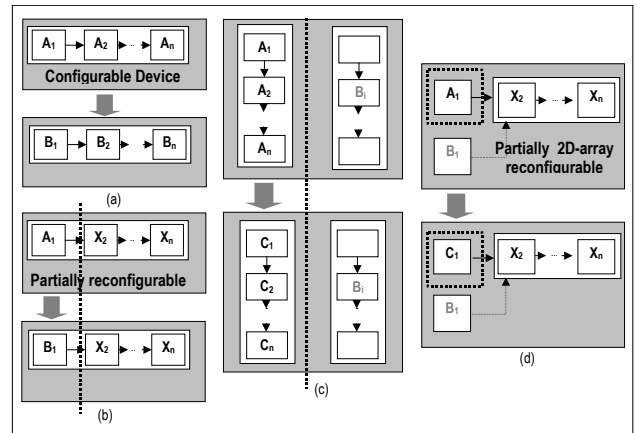 A1 A2 .. An
Configurable Device
B1 B2 .. Bn
(a)
A1 X2 .. Xn
Partially reconfigurable
B1 X2 .. Xn
(b)
A1
A2
An
Bi
C1
C2
Cn
Bi
(c)
A1 X2 .. Xn
B1
Partially 2D-array
reconfigurable
C1 X2 .. Xn
B1
(d)